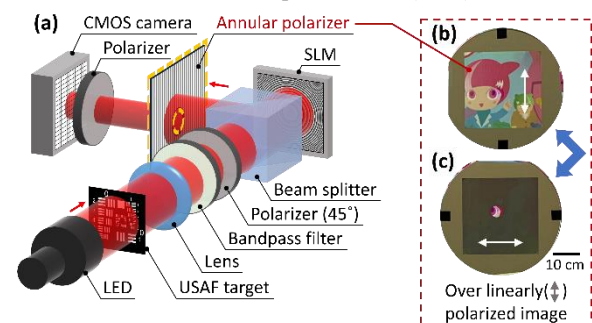 (a)
CMOS camera
Polarizer
Annular polarizer
SLM
Beam splitter
Polarizer (45˚)
Bandpass filter
Lens
USAF target
LED
(b)
(c)
10 cm
Over linearly(↕)
polarized image